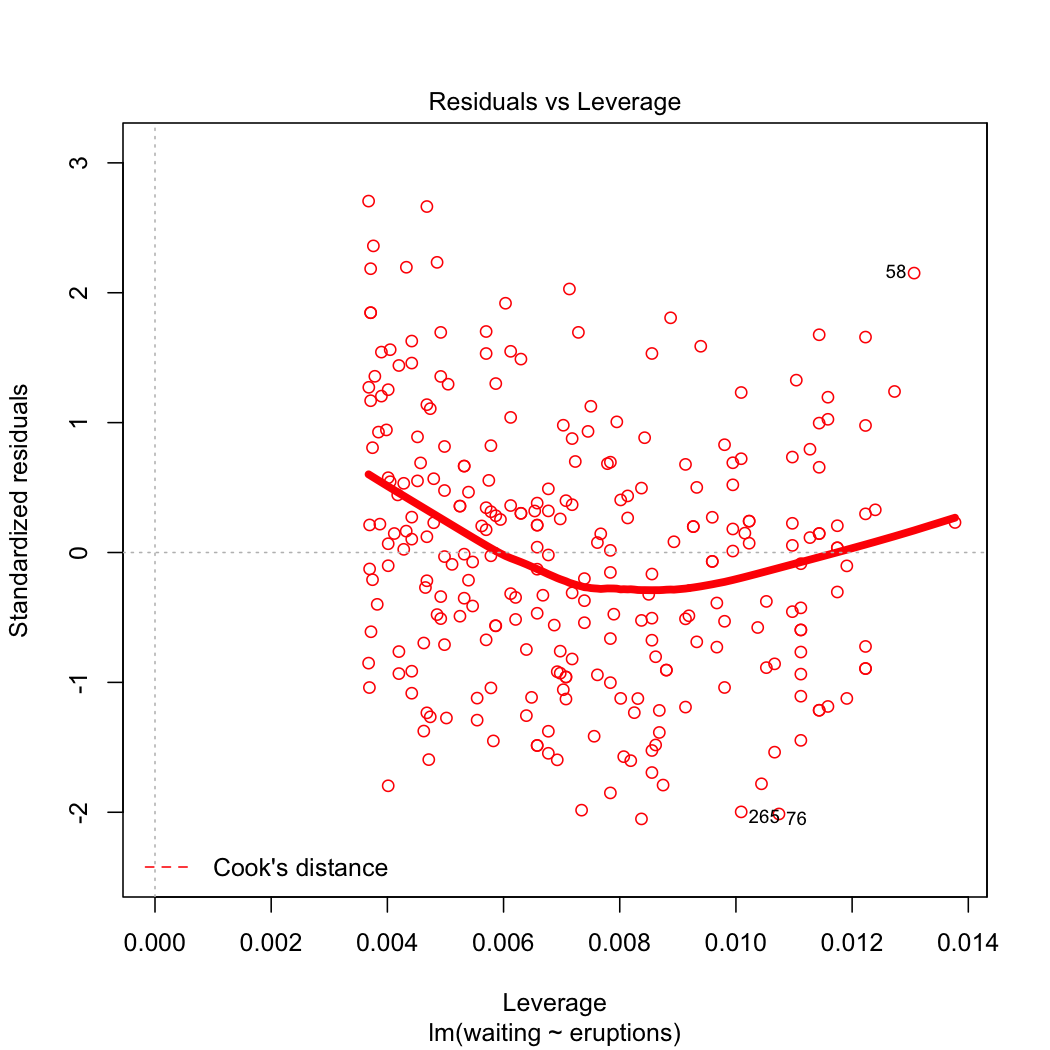 Residuals vs Leverage
Standardized residuals
3
2
1
0
-1
-2
58
265
76
Cook's distance
0.000 0.002 0.004 0.006 0.008 0.010 0.012 0.014
Leverage
lm(waiting ~ eruptions)